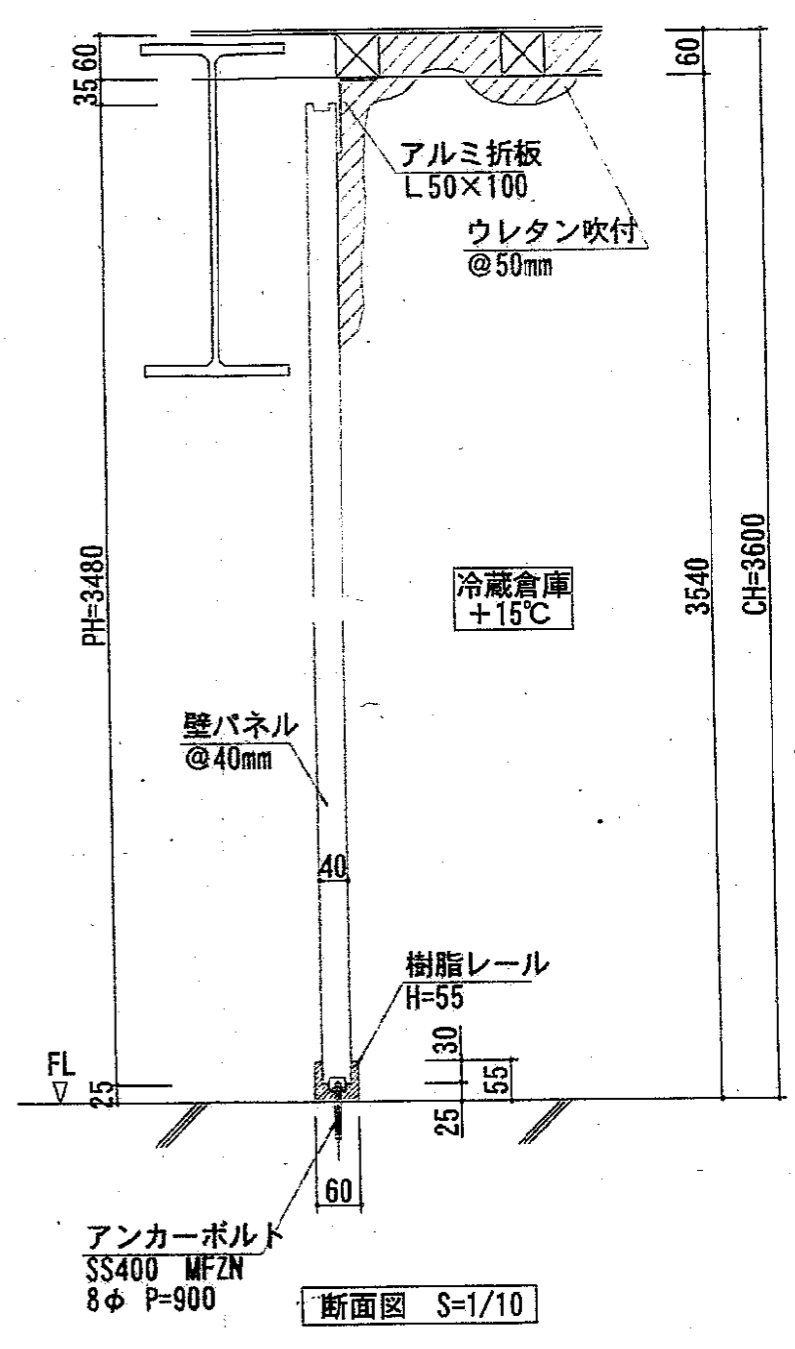 60
35
60
アルミ折板
L50×100
ウレタン吹付
@50mm
PH=3480
冷蔵倉庫
+15℃
3540
CH=3600
壁パネル
@40mm
40
樹脂レール
H=55
30
FL
25
55
25
60
アンカーボルト
SS400 MFZN
8φ P=900
断面図 S=1/10